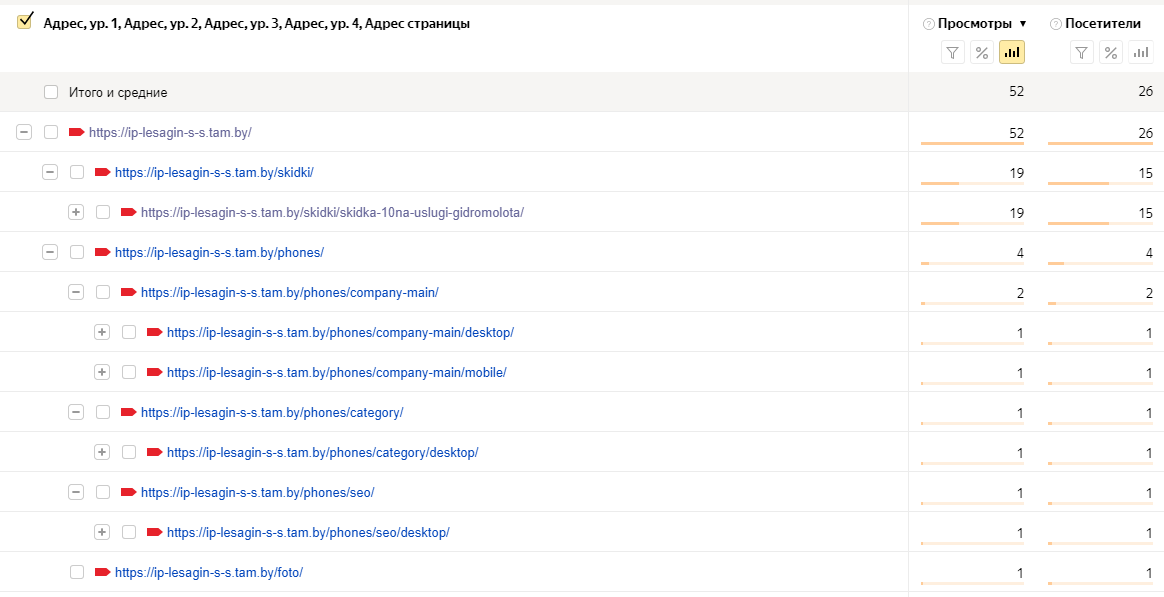 Адрес, ур. 1, Адрес, ур. 2, Адрес, ур. 3, Адрес, ур. 4, Адрес страницы ? Просмотры ▼ ? Посетители
% %
Итого и средние 52 26
https://ip-lesagin-s-s.tam.by/ 52 26
https://ip-lesagin-s-s.tam.by/skidki/ 19 15
https://ip-lesagin-s-s.tam.by/skidki/skidka-10na-uslugi-gidromolota/ 19 15
https://ip-lesagin-s-s.tam.by/phones/ 4 4
https://ip-lesagin-s-s.tam.by/phones/company-main/ 2 2
https://ip-lesagin-s-s.tam.by/phones/company-main/desktop/ 1 1
https://ip-lesagin-s-s.tam.by/phones/company-main/mobile/ 1 1
https://ip-lesagin-s-s.tam.by/phones/category/ 1 1
https://ip-lesagin-s-s.tam.by/phones/category/desktop/ 1 1
https://ip-lesagin-s-s.tam.by/phones/seo/ 1 1
https://ip-lesagin-s-s.tam.by/phones/seo/desktop/ 1 1
https://ip-lesagin-s-s.tam.by/foto/ 1 1